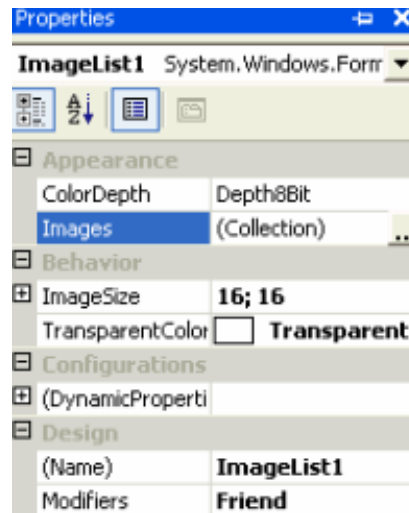 Properties
ImageList1 System.Windows.Forr
Appearance
ColorDepth Depth8Bit
Images (Collection) ..
Behavior
ImageSize 16; 16
TransparentColor Transparent
Configurations
(DynamicProperti
Design
(Name) ImageList1
Modifiers Friend